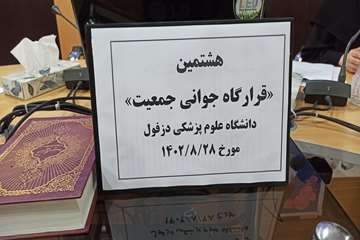 هشتمین
«قرارگاه جوانی جمعیت»
دانشگاه علوم پزشکی دزفول
مورخ ۱۴۰۲/۸/۲۸